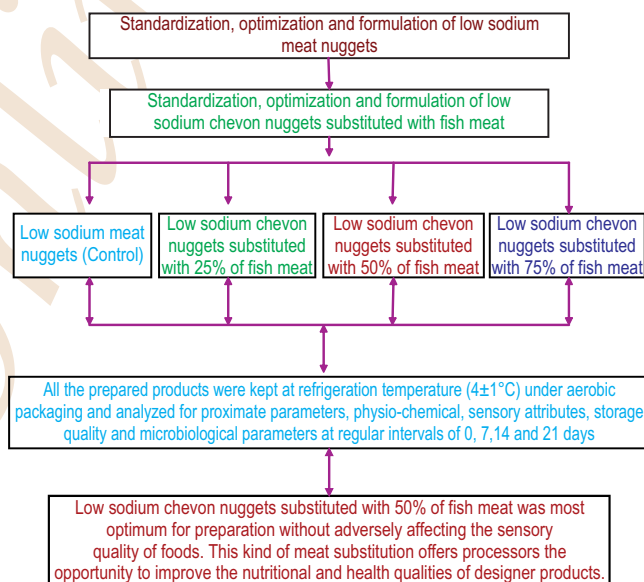 Standardization, optimization and formulation of low sodium
meat nuggets
Standardization, optimization and formulation of low
sodium chevon nuggets substituted with fish meat
Low sodium meat
nuggets (Control)
Low sodium chevon
nuggets substituted
with 25% of fish meat
Low sodium chevon
nuggets substituted
with 50% of fish meat
Low sodium chevon
nuggets substituted
with 75% of fish meat
All the prepared products were kept at refrigeration temperature (4±1°C) under aerobic
packaging and analyzed for proximate parameters, physio-chemical, sensory attributes, storage
quality and microbiological parameters at regular intervals of 0, 7,14 and 21 days
Low sodium chevon nuggets substituted with 50% of fish meat was most
optimum for preparation without adversely affecting the sensory
quality of foods. This kind of meat substitution offers processors the
opportunity to improve the nutritional and health qualities of designer products.